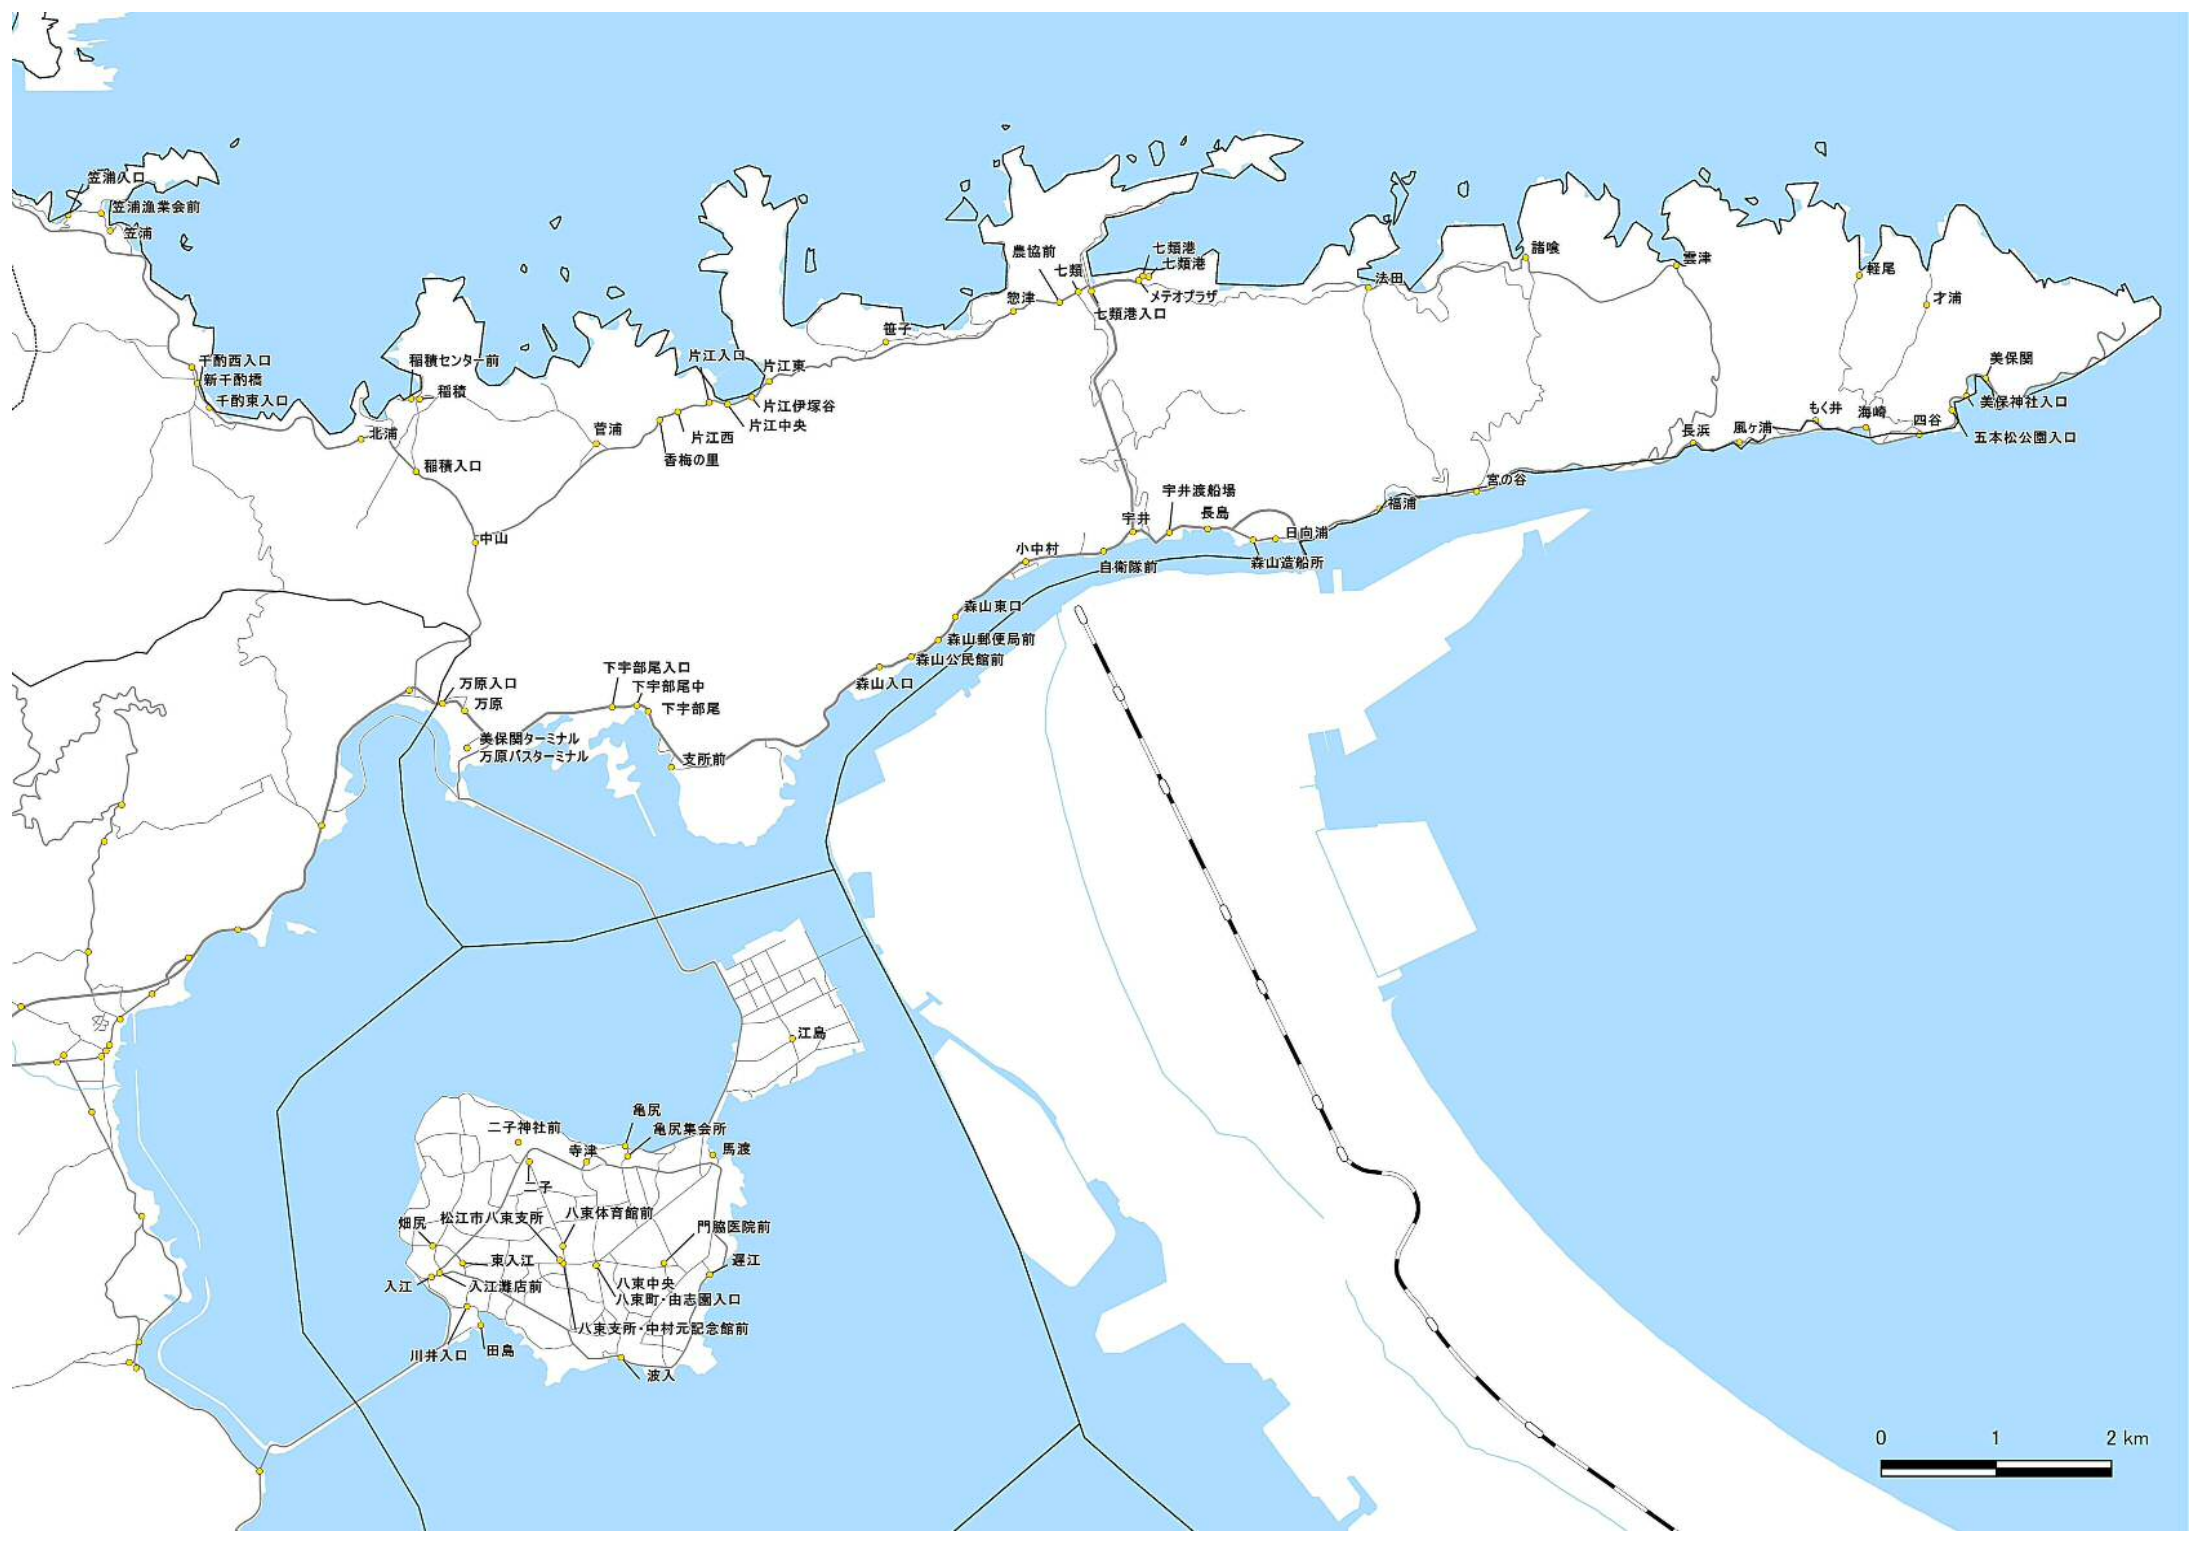 笠浦入口
笠浦漁業会前
笠浦
農協前
七類港
七類港
七類
メテオプラザ
七類港入口
惣津
法田
諸喰
雲津
軽尾
才浦
笹子
千酌西入口
新千酌橋
千酌東入口
稲積センター前
稲積
片江入口
片江東
片江伊塚谷
片江中央
片江西
香梅の里
菅浦
北浦
稲積入口
中山
美保関
美保神社入口
五本松公園入口
もく井
海崎
四谷
長浜
風ヶ浦
宮の谷
福浦
宇井渡船場
長島
宇井
日向浦
森山造船所
小中村
自衛隊前
森山東口
森山郵便局前
森山公民館前
森山入口
下宇部尾入口
下宇部尾中
下宇部尾
支所前
万原入口
万原
美保関ターミナル
万原バスターミナル
江島
亀尻
亀尻集会所
二子神社前
寺津
馬渡
二子
畑尻
松江市八束支所
八束体育館前
門脇医院前
東入江
遅江
入江
入江灘店前
八束中央
八束町・由志園入口
八束支所・中村元記念館前
川井入口
田島
波入
0 1 2 km